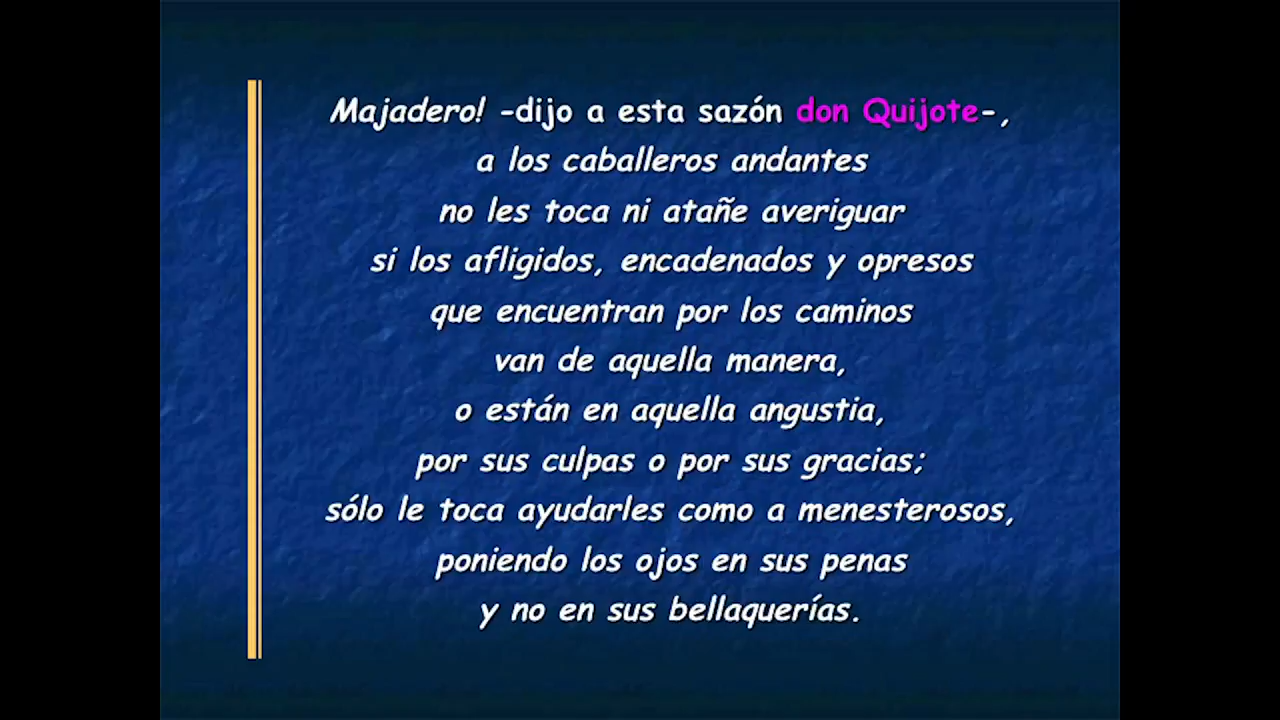 Majadero! -dijo a esta sazón don Quijote-,
a los caballeros andantes
no les toca ni atañe averiguar
si los afligidos, encadenados y opresos
que encuentran por los caminos
van de aquella manera,
o están en aquella angustia,
por sus culpas o por sus gracias;
sólo le toca ayudarles como a menesterosos,
poniendo los ojos en sus penas
y no en sus bellaquerías.